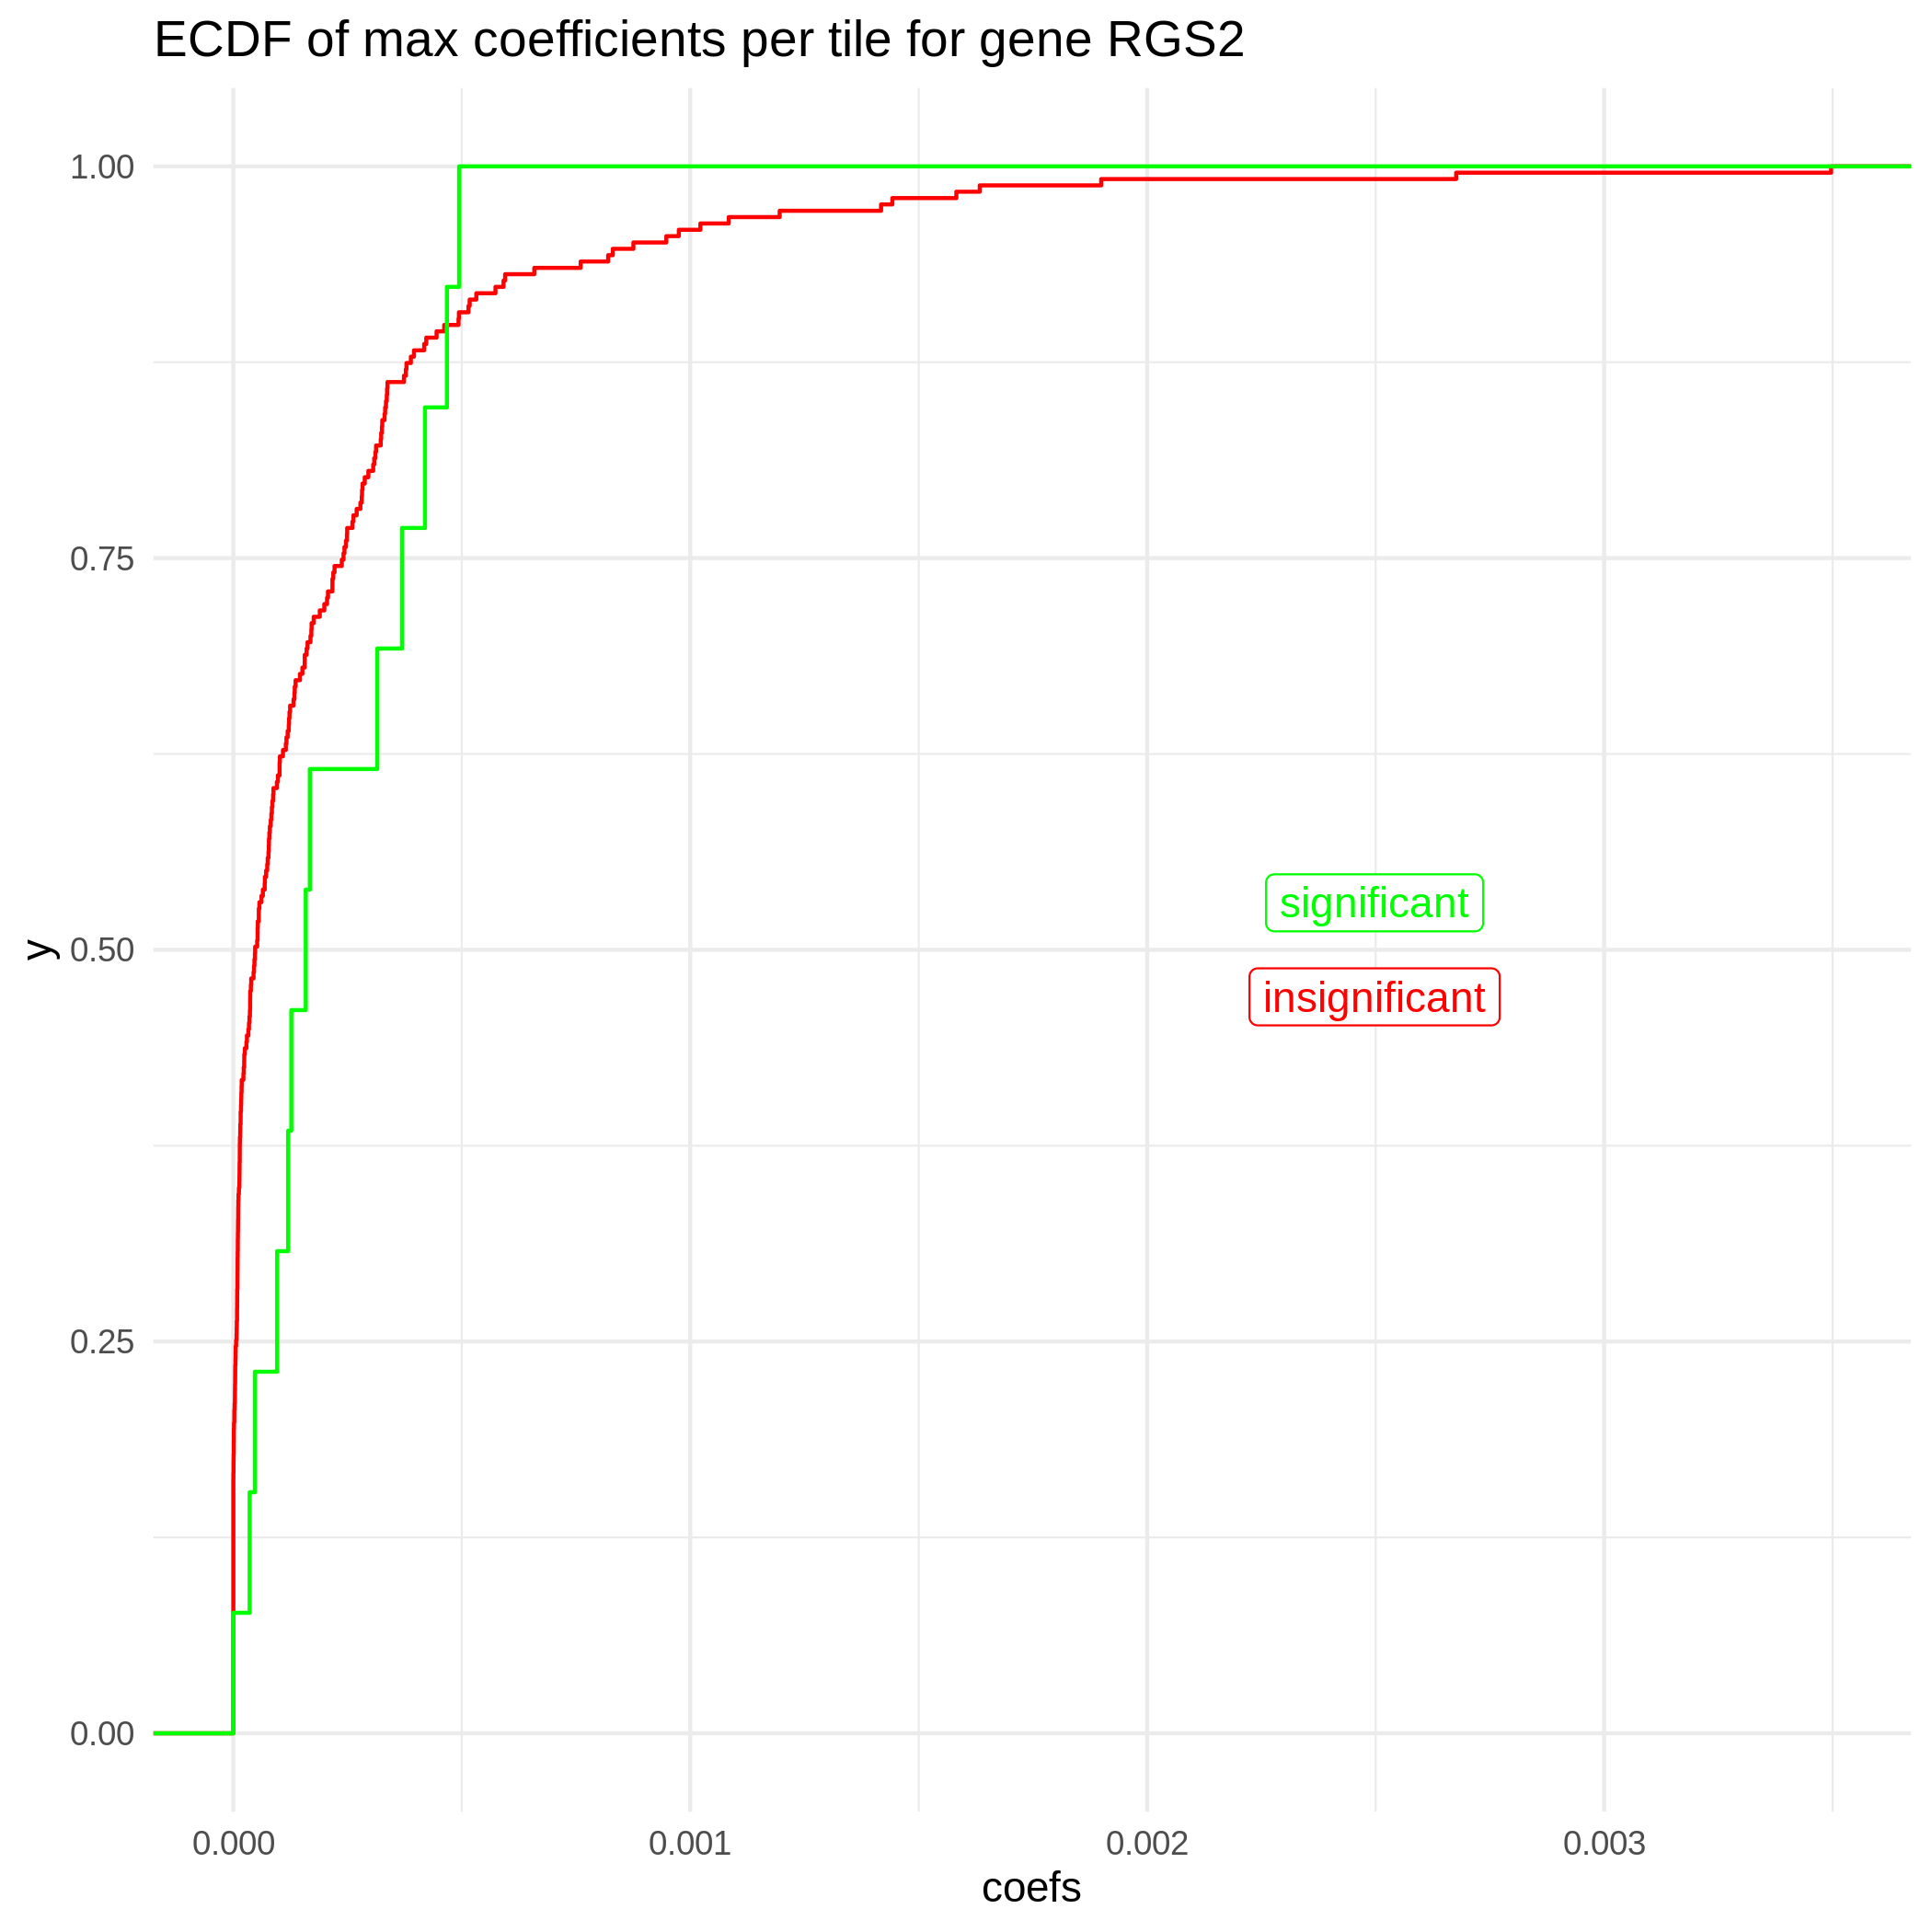 ECDF of max coefficients per tile for gene RGS2
1.00
0.75
0.50
0.25
0.00
y
significant
insignificant
0.000
0.001
0.002
0.003
coefs